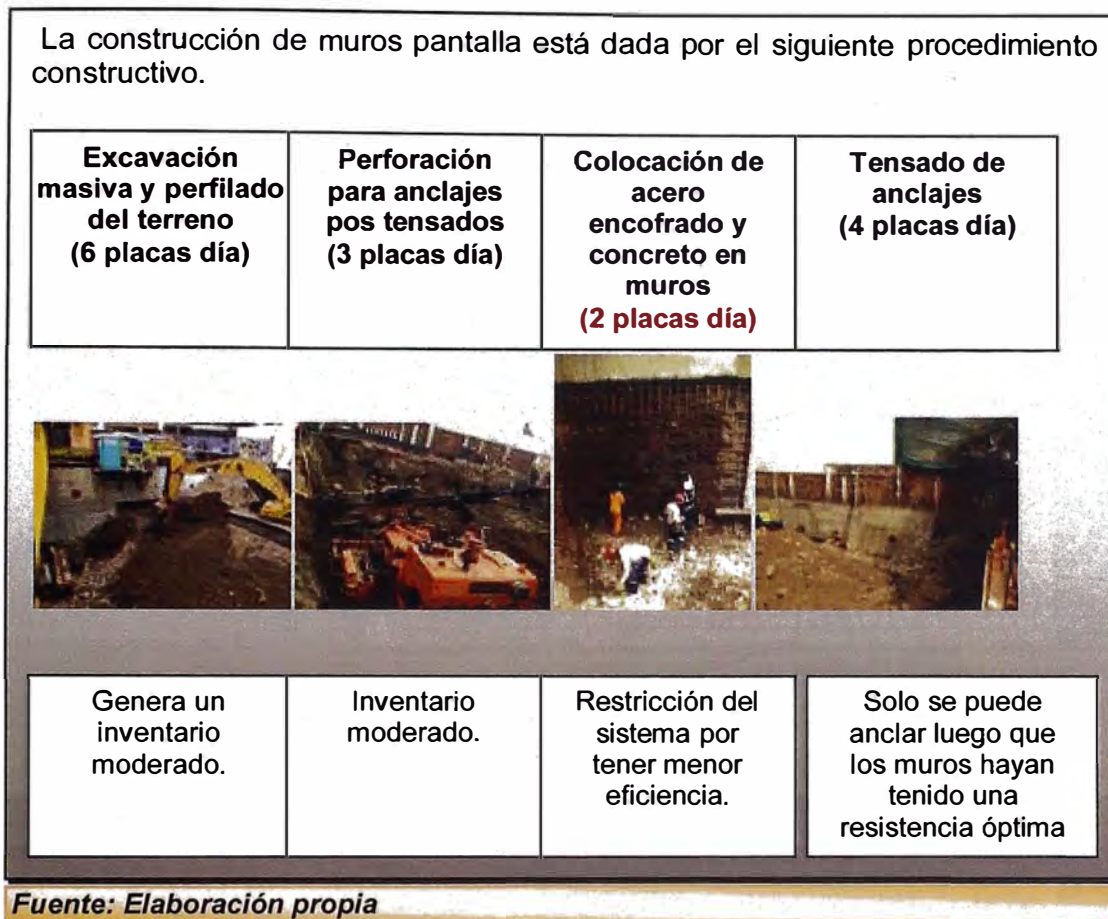 La construcción de muros pantalla está dada por el siguiente procedimiento
constructivo.
Excavación
masiva y perfilado
del terreno
(6 placas día)
Perforación
para anclajes
pos tensados
(3 placas día)
Colocación de
acero
encofrado y
concreto en
muros
(2 placas día)
Tensado de
anclajes
(4 placas día)
Genera un
inventario
moderado.
Inventario
moderado.
Restricción del
sistema por
tener menor
eficiencia.
Solo se puede
anclar luego que
los muros hayan
tenido una
resistencia óptima
Fuente: Elaboración propia